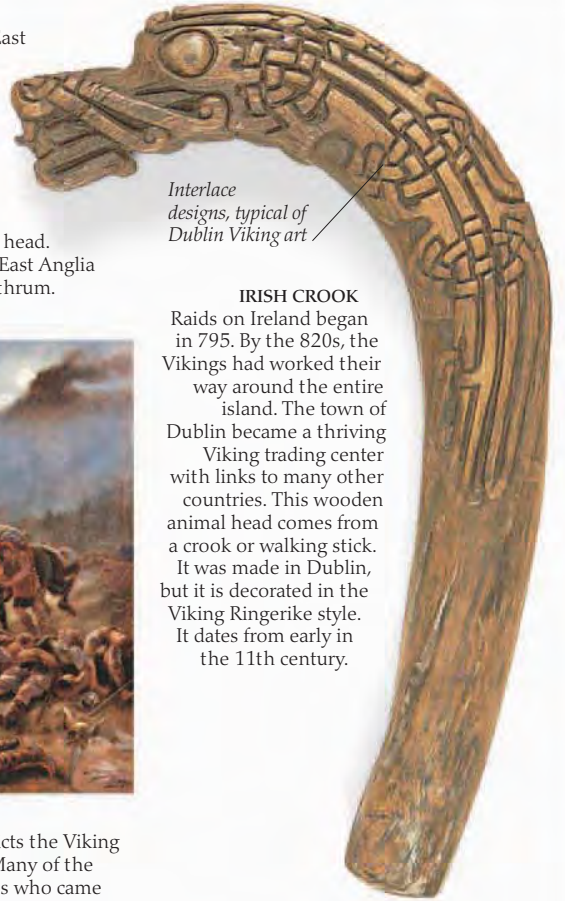 East
head.
East Anglia
thrum.
Interlace
designs, typical of
Dublin Viking art
IRISH CROOK
Raids on Ireland began
in 795. By the 820s, the
Vikings had worked their
way around the entire
island. The town of
Dublin became a thriving
Viking trading center
with links to many other
countries. This wooden
animal head comes from
a crook or walking stick.
It was made in Dublin,
but it is decorated in the
Viking Ringerike style.
It dates from early in
the 11th century.
cts the Viking
Many of the
s who came